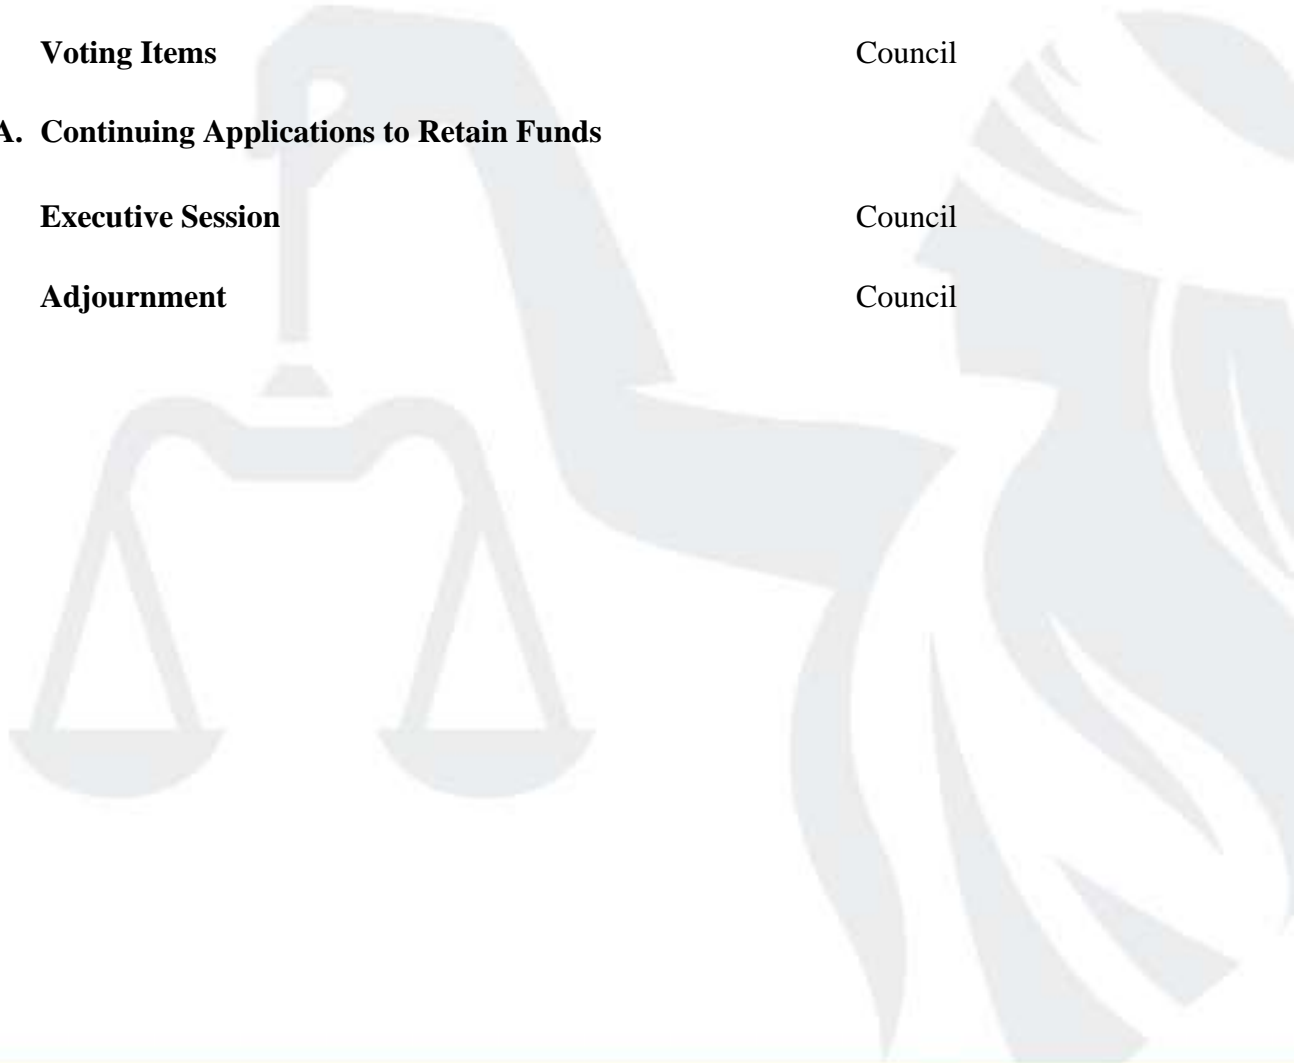 Voting Items Council
A. Continuing Applications to Retain Funds
Executive Session Council
Adjournment Council